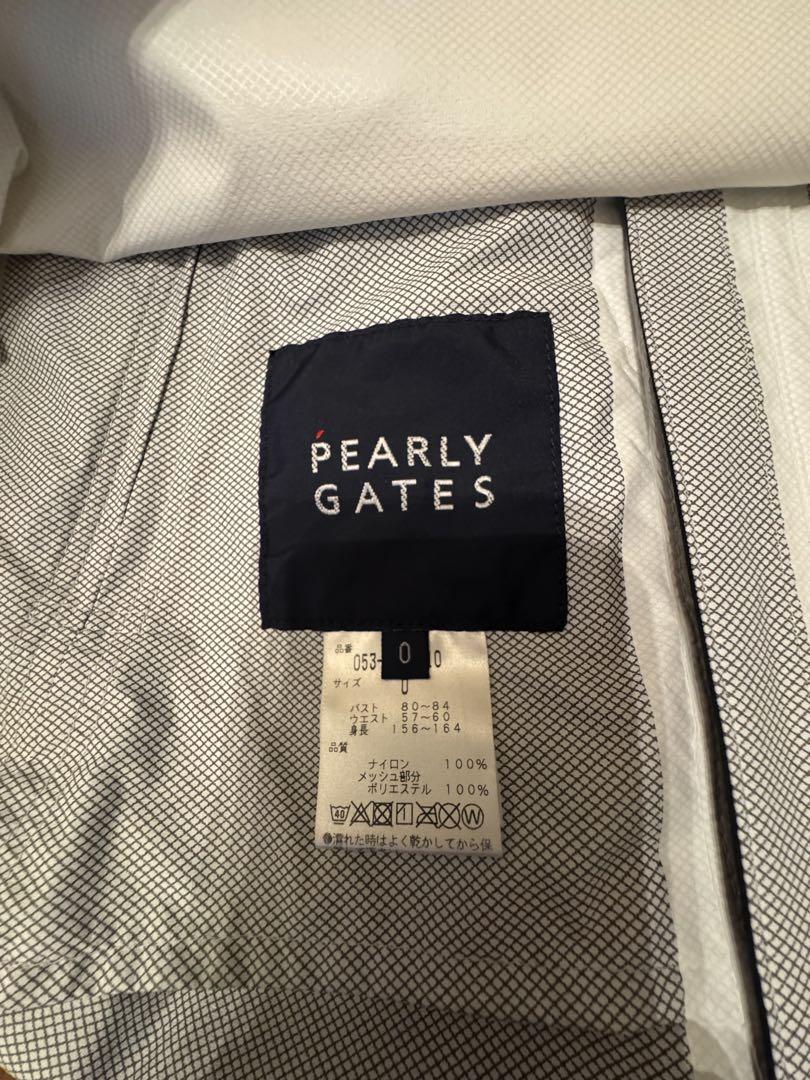 PEARLY
GATES
0
品番
053- 0
サイズ
バスト 80~84
ウエスト 57~60
身長 156~164
品質
ナイロン 100%
メッシュ部分
ポリエステル 100%
40
1
W
●濡れた時はよく乾かしてから保